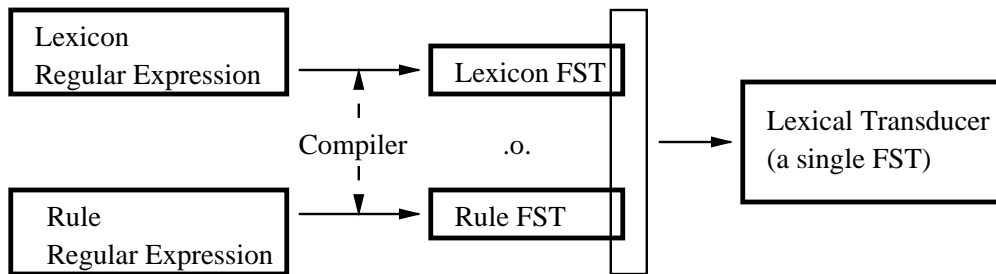 Lexicon
Regular Expression
Lexicon FST
Compiler
.o.
Lexical Transducer
(a single FST)
Rule
Regular Expression
Rule FST